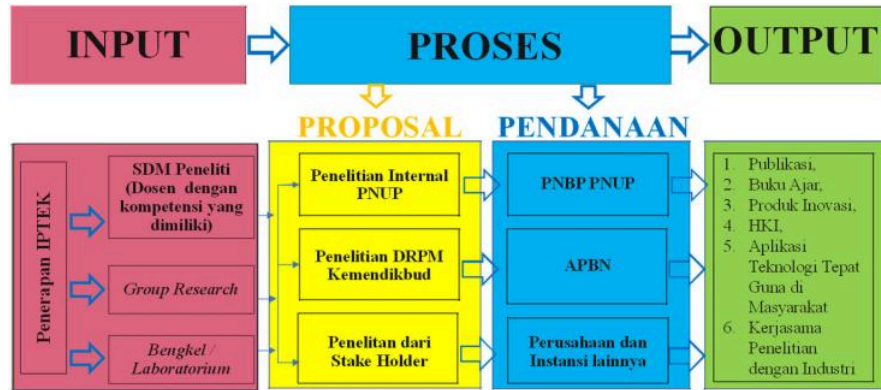 INPUT
PROSES
OUTPUT
PROPOSAL
PENDANAAN
Penerapan IPTEK
SDM Peneliti
(Dosen dengan
kompetensi yang
dimiliki)
Group Research
Bengkel /
Laboratorium
Penelitian Internal
PNUP
Penelitian DRPM
Kemendikbud
Penelitan dari
Stake Holder
PNBP PNUP
APBN
Perusahaan dan
Instansi lainnya
1. Publikasi,
2. Buku Ajar,
3. Produk Inovasi,
4. HKI,
5. Aplikasi
Teknologi Tepat
Guna di
Masyarakat
6. Kerjasama
Penelitian
dengan Industri